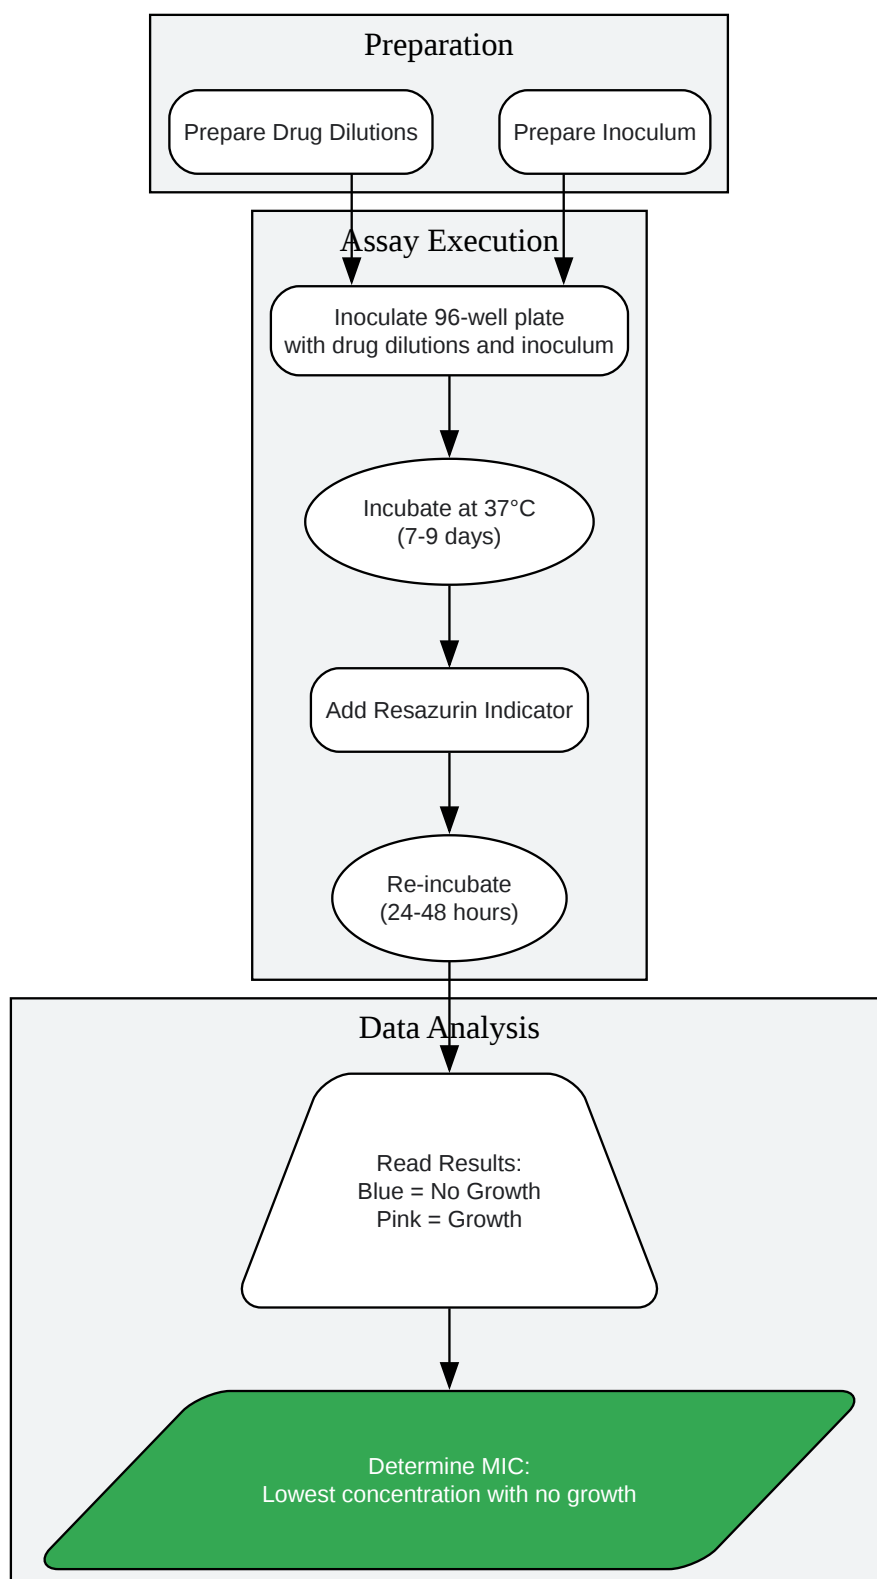 Preparation
Prepare Drug Dilutions
Prepare Inoculum
Assay Execution
Inoculate 96-well plate
with drug dilutions and inoculum
Incubate at 37°C
(7-9 days)
Add Resazurin Indicator
Re-incubate
(24-48 hours)
Data Analysis
Read Results:
Blue = No Growth
Pink = Growth
Determine MIC:
Lowest concentration with no growth